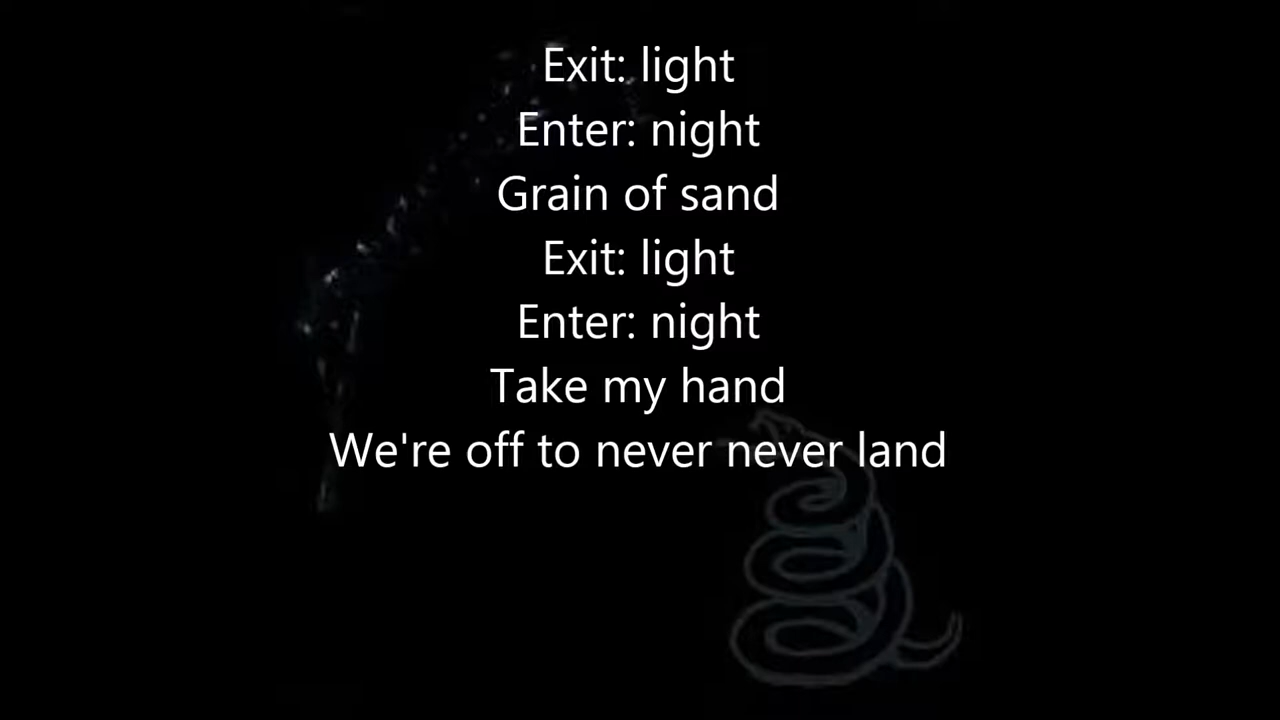 Exit: light
Enter: night
Grain of sand
Exit: light
Enter: night
Take my hand
We're off to never never land